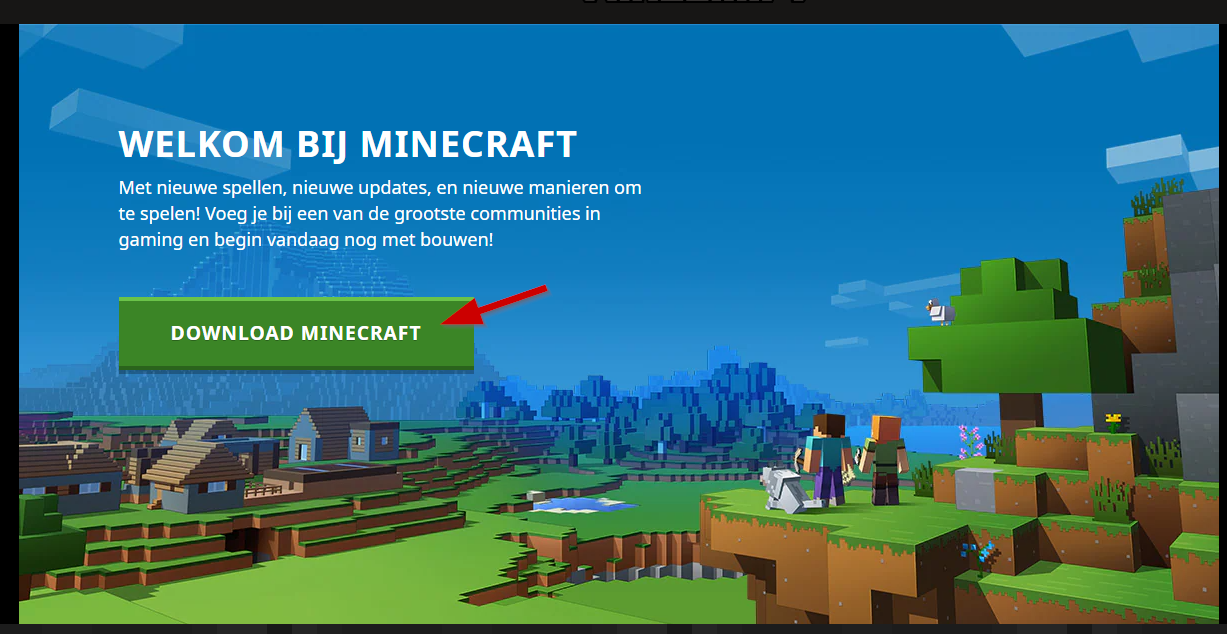 WELKOM BIJ MINECRAFT
Met nieuwe spellen, nieuwe updates, en nieuwe manieren om
te spelen! Voeg je bij een van de grootste communities in
gaming en begin vandaag nog met bouwen!
DOWNLOAD MINECRAFT